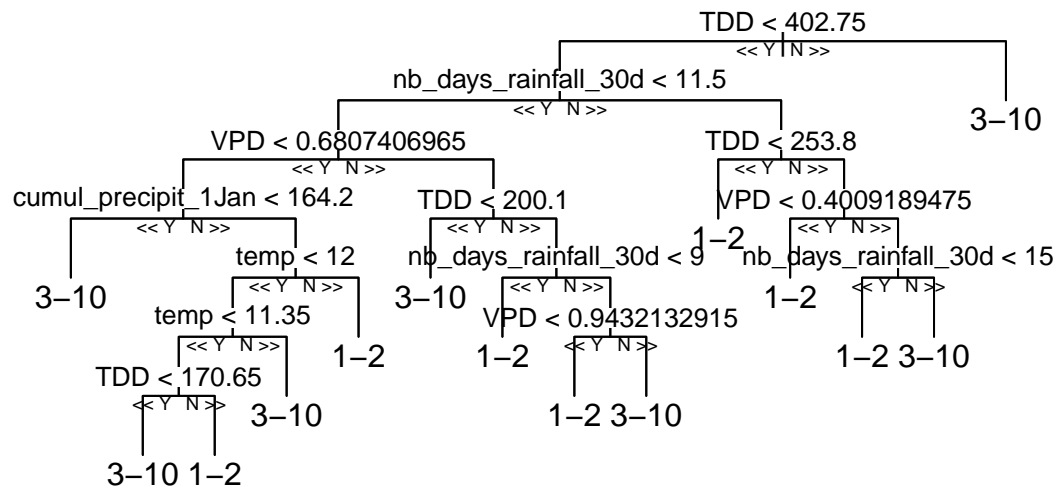 TDD < 402.75
<< Y N >>
nb_days_rainfall_30d < 11.5
<< Y N >>
3−10
VPD < 0.6807406965
<< Y N >>
TDD < 253.8
<< Y N >>
cumul_precipit_1Jan < 164.2
<< Y N >>
TDD < 200.1
<< Y N >>
1−2
VPD < 0.4009189475
<< Y N >>
3−10
temp < 12
<< Y N >>
3−10
nb_days_rainfall_30d < 9
<< Y N >>
1−2
nb_days_rainfall_30d < 15
<< Y N >>
temp < 11.35
<< Y N >>
1−2
1−2
VPD < 0.9432132915
<< Y N >>
1−2 3−10
TDD < 170.65
<< Y N >>
3−10
1−2 3−10
3−10 1−2